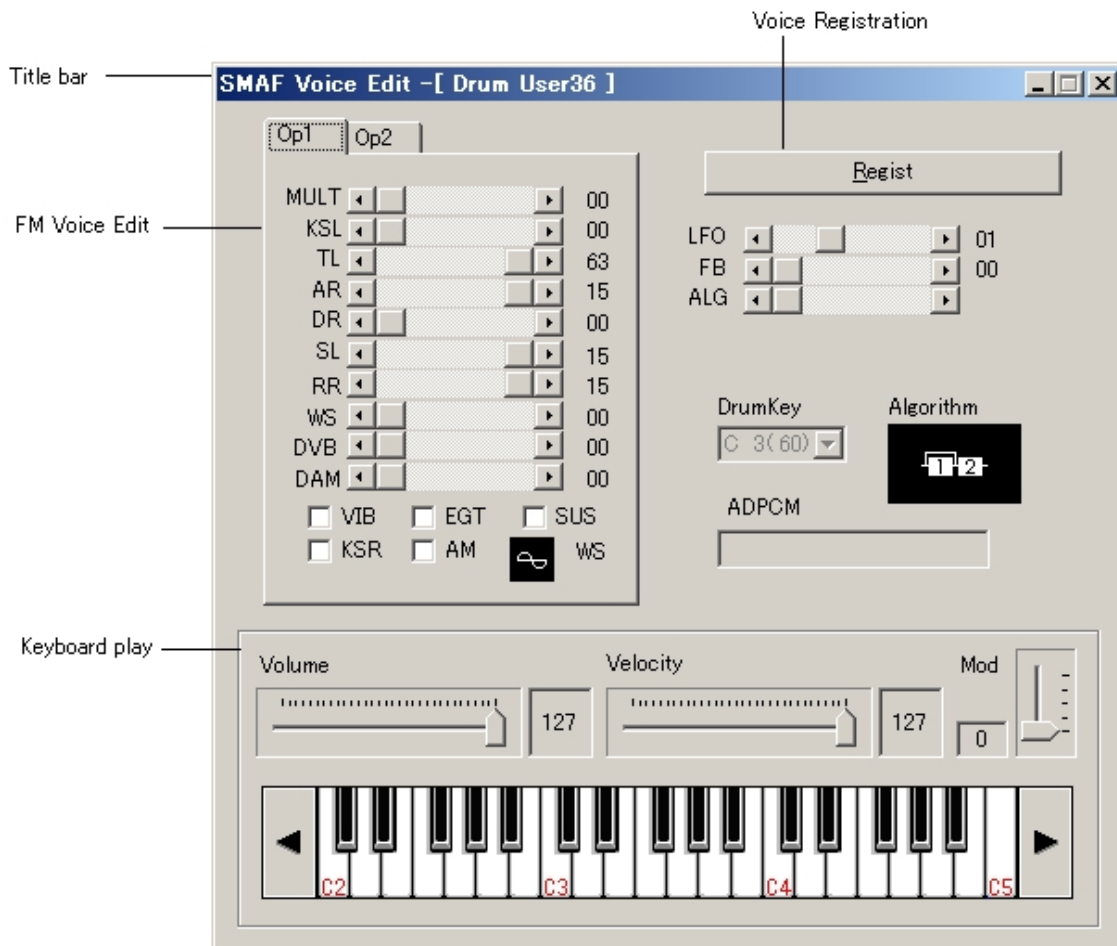 Voice Registration
Title bar
SMAF Voice Edit -[ Drum User36 ]
Op1 Op2
Regist
MULT 00
FM Voice Edit
KSL 00
LFO 01
TL 63
FB 00
AR 15
ALG
DR 00
SL 15
RR 15
DrumKey Algorithm
WS 00
C 3( 60)
DVB 00
1 2
DAM 00
ADPCM
VIB EGT SUS
KSR AM WS
Keyboard play
Volume Velocity Mod
127 127 0
C2 C3 C4 C5